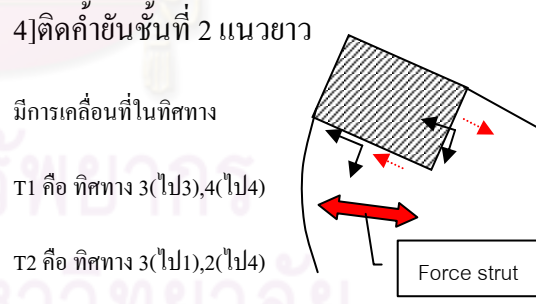 4]ติดค้ำยันชั้นที่ 2 แนวยาว
มีการเคลื่อนที่ในทิศทาง
T1 คือ ทิศทาง 3(ไป3),4(ไป4)
T2 คือ ทิศทาง 3(ไป1),2(ไป4)
Force strut